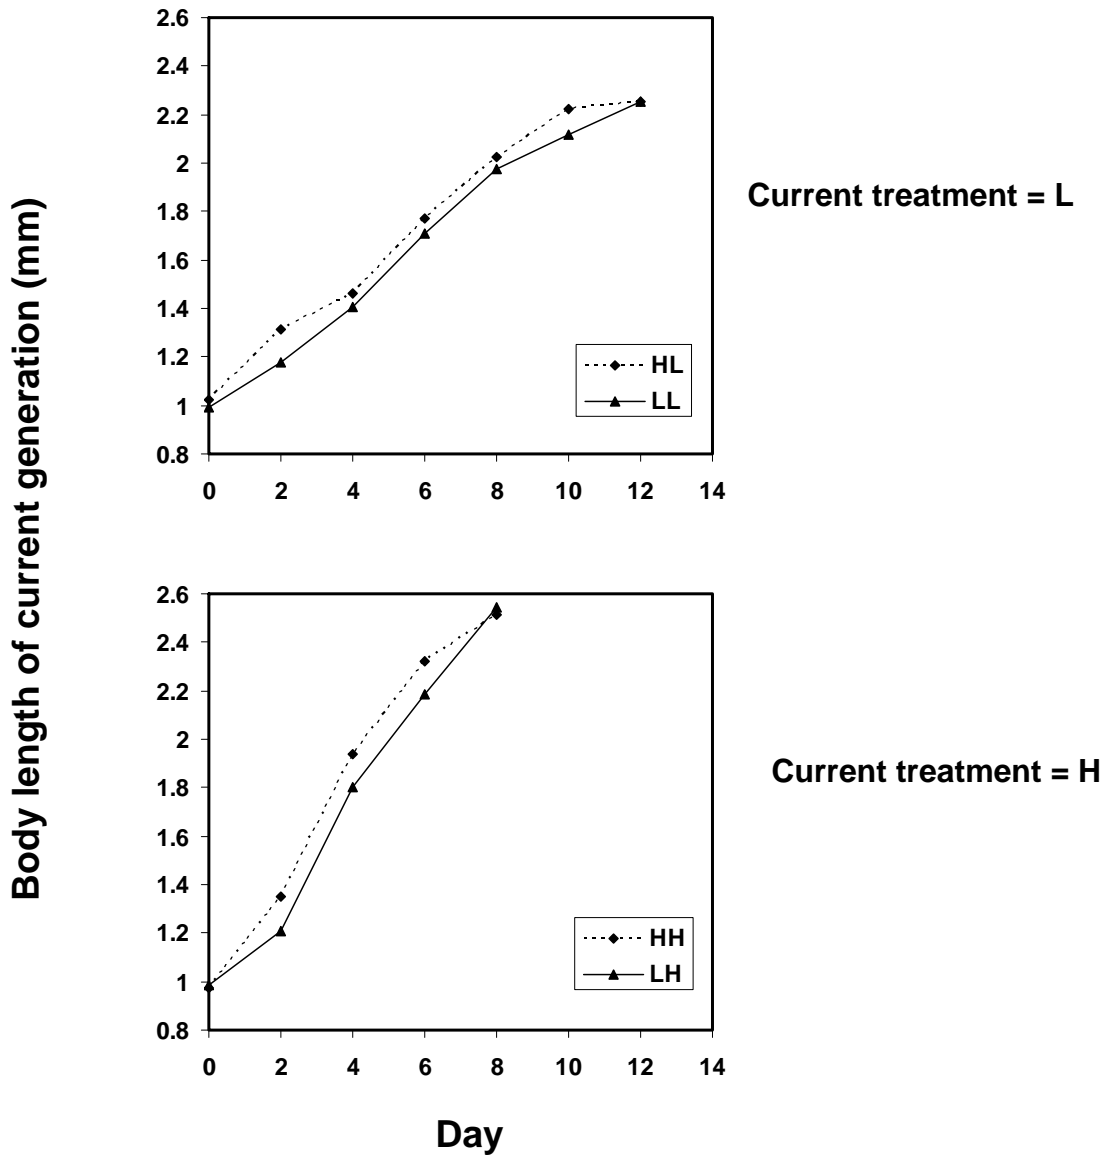 Body length of current generation (mm)
2.6
2.4
2.2
2
1.8
1.6
1.4
1.2
1
0.8
0 2 4 6 8 10 12 14
HL
LL
Current treatment = L
2.6
2.4
2.2
2
1.8
1.6
1.4
1.2
1
0.8
0 2 4 6 8 10 12 14
HH
LH
Current treatment = H
Day